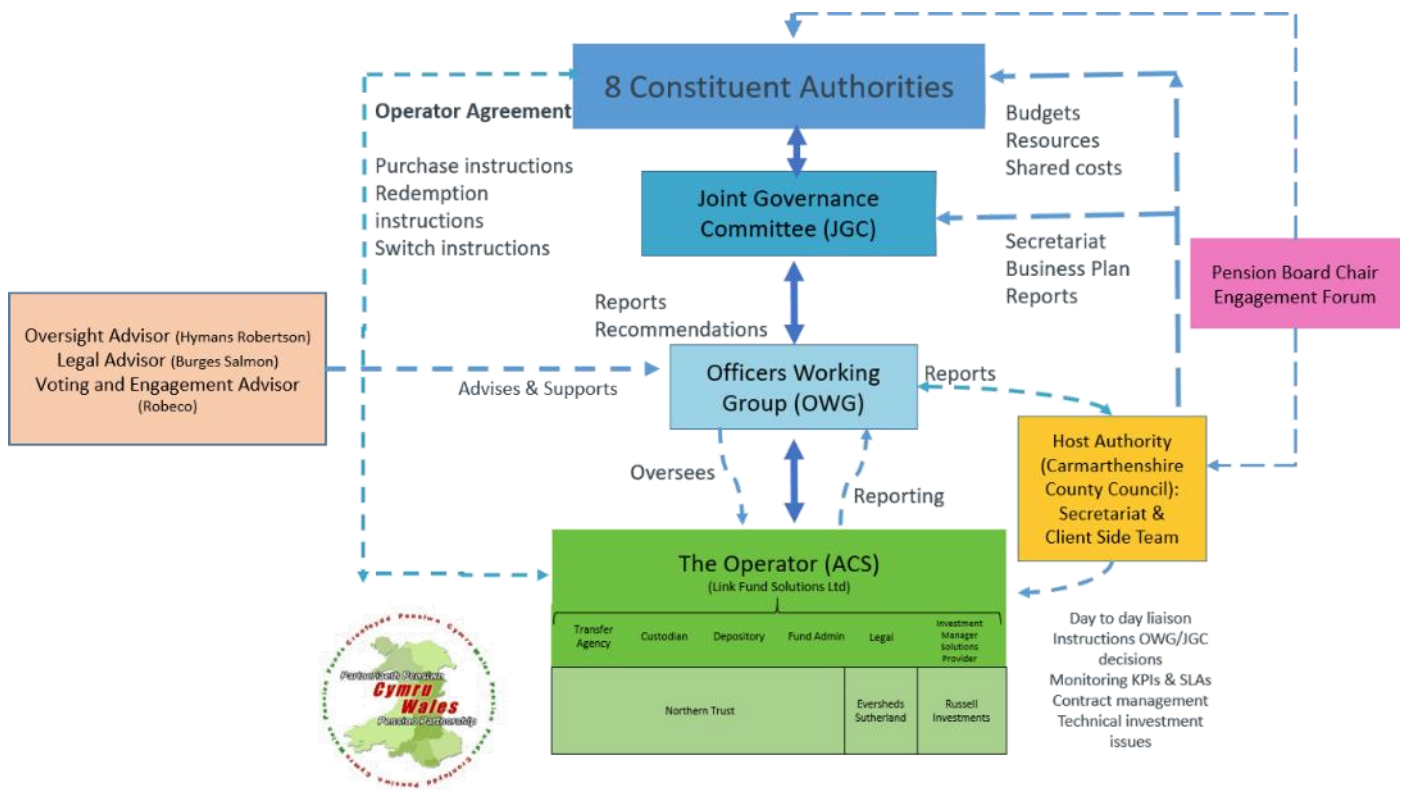 8 Constituent Authorities
Operator Agreement
Purchase instructions
Redemption
instructions
Switch instructions
Budgets
Resources
Shared costs
Joint Governance
Committee (JGC)
Secretariat
Business Plan
Reports
Pension Board Chair
Engagement Forum
Oversight Advisor (Hymans Robertson)
Legal Advisor (Burges Salmon)
Voting and Engagement Advisor
(Robeco)
Reports
Recommendations
Advises & Supports
Officers Working
Group (OWG)
Reports
Host Authority
(Carmarthenshire
County Council):
Secretariat &
Client Side Team
Oversees
Reporting
The Operator (ACS)
(Link Fund Solutions Ltd)
Transfer
Agency
Custodian
Depository
Fund Admin
Legal
Investment
Manager
Solutions
Provider
Northern Trust
Eversheds
Sutherland
Russell
Investments
Day to day liaison
Instructions OWG/JGC
decisions
Monitoring KPIs & SLAs
Contract management
Technical investment
issues
Partneriaeth Pensiwn
Cymru
Wales
Pension Partnership